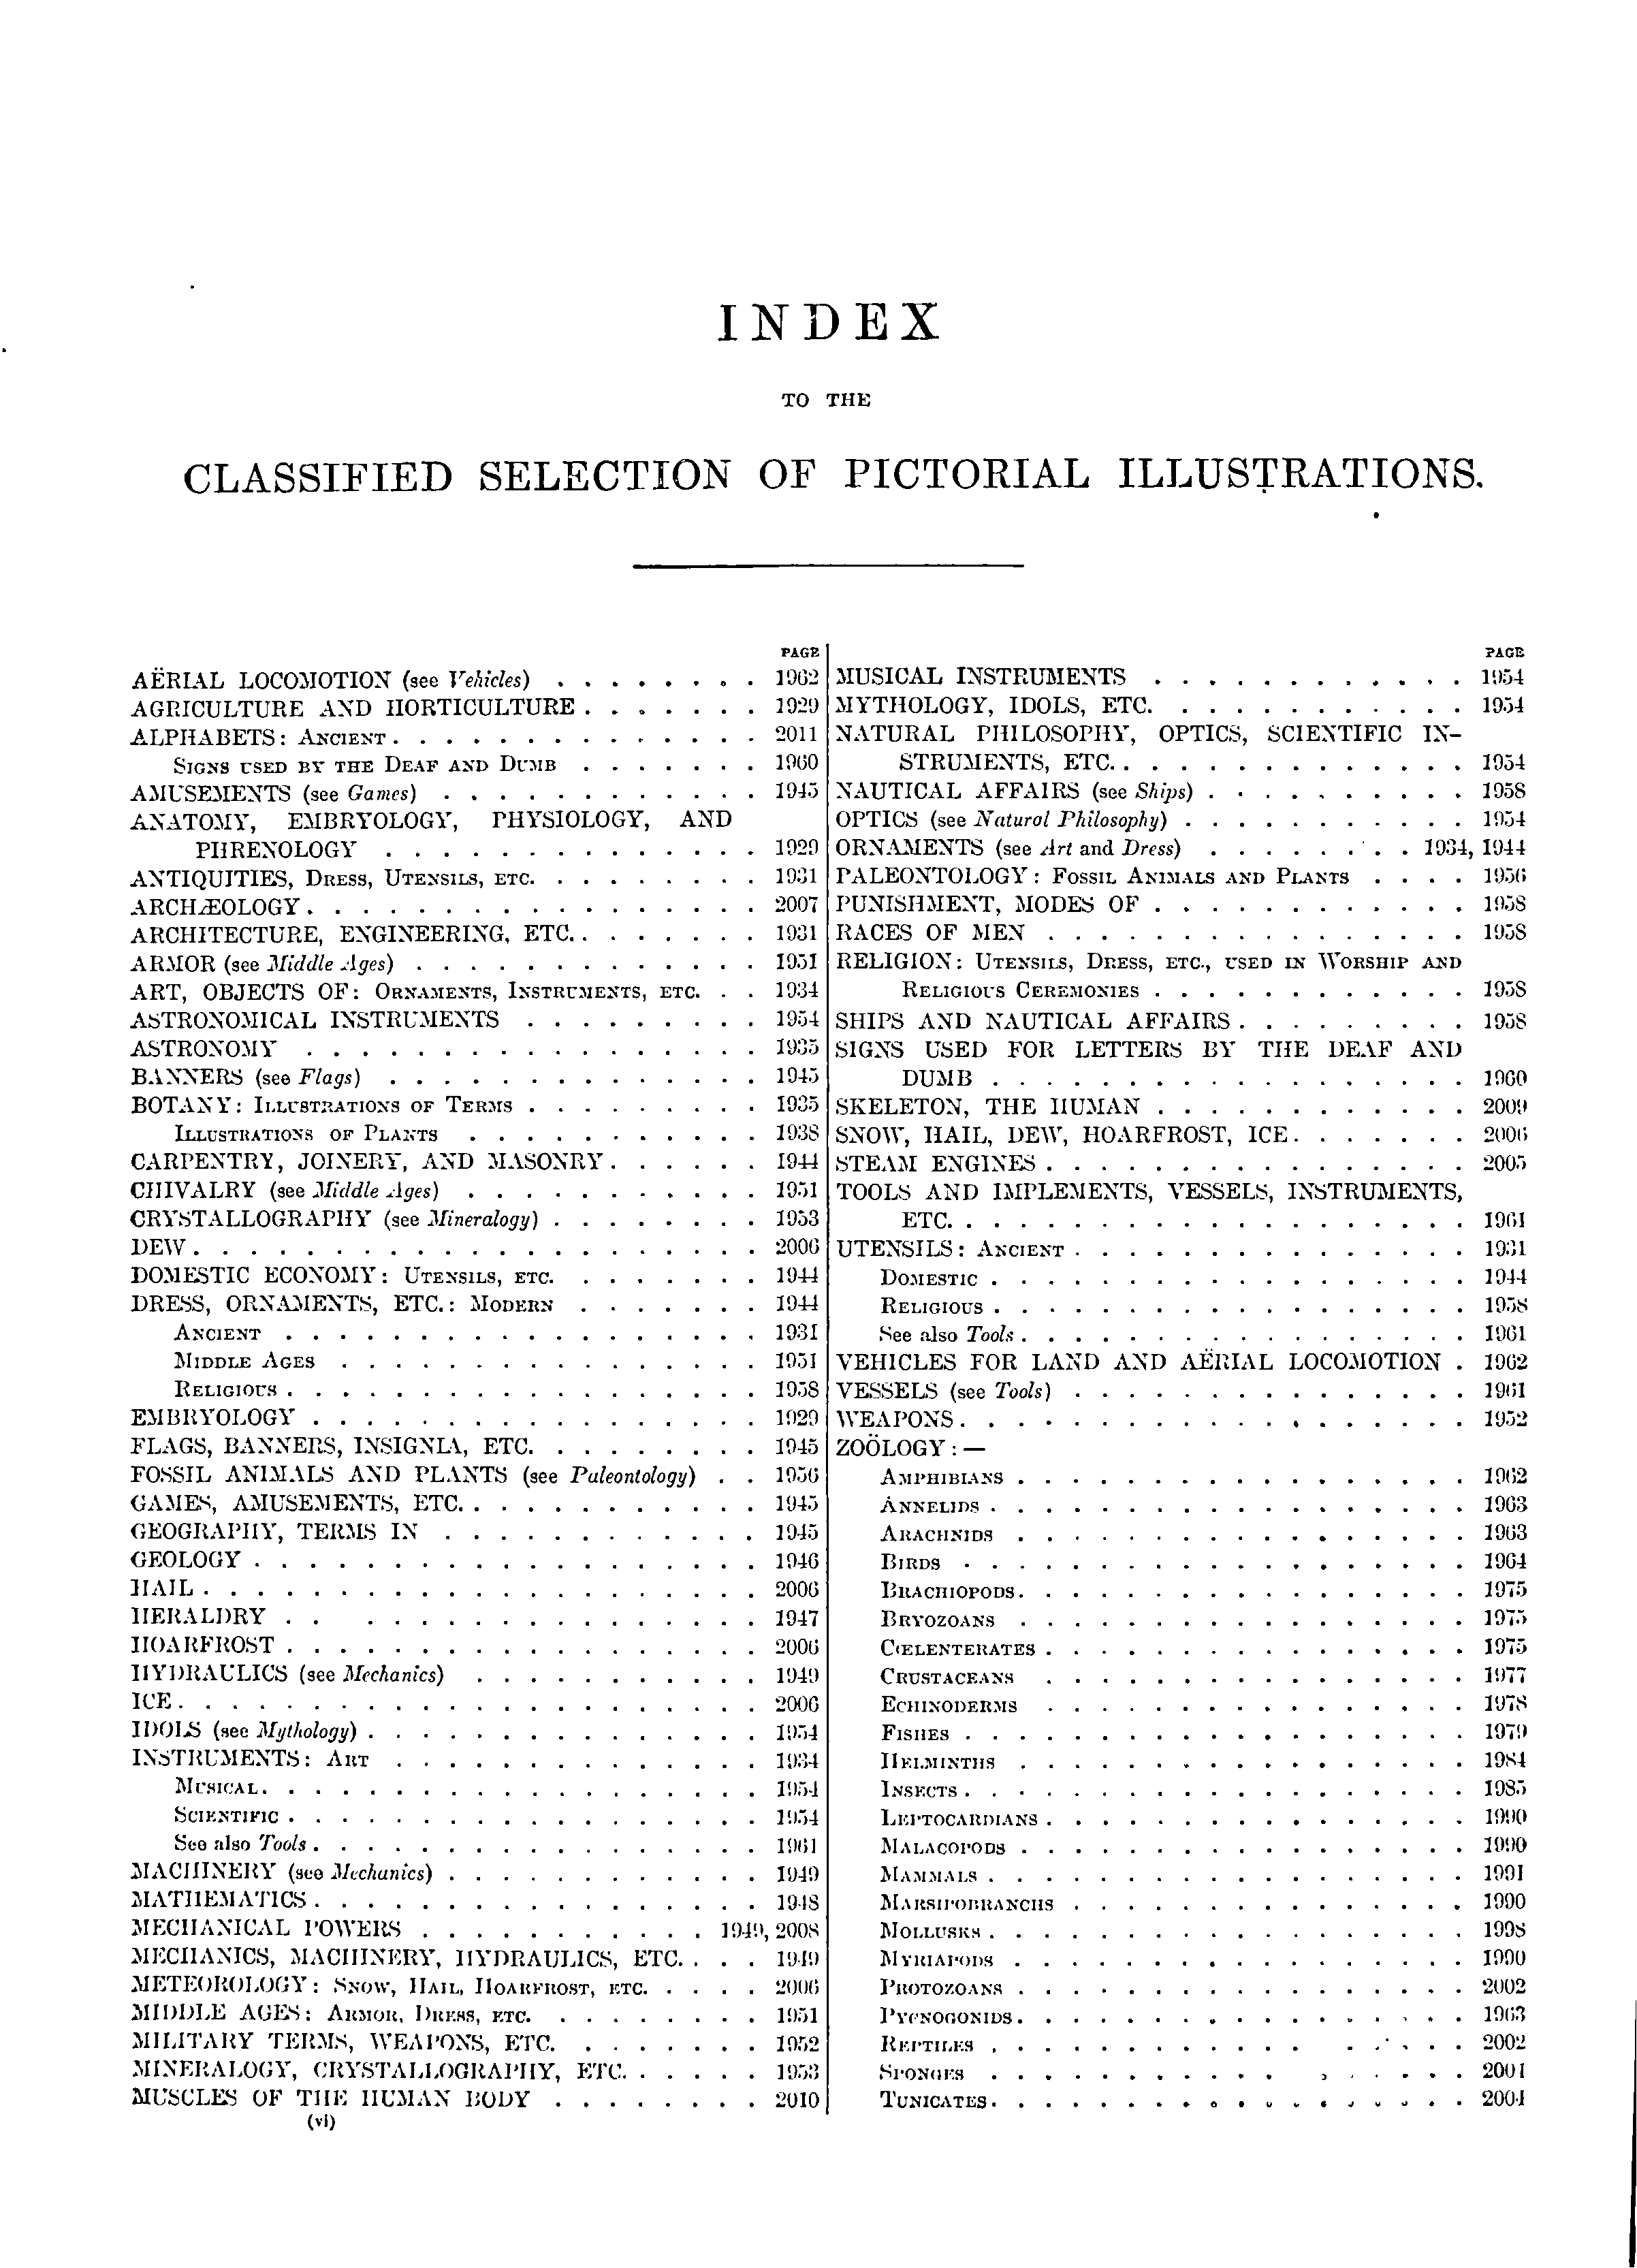 INDEX
TO THE
CLASSIFIED SELECTION OF PICTORIAL ILLUSTRATIONS.
PAGE
AËRIAL LOCOMOTION (see Vehicles) . . . . . . . . 1962
AGRICULTURE AND HORTICULTURE . . . . . . . 1929
ALPHABETS: ANCIENT . . . . . . . . . . . . . . 2011
SIGNS USED BY THE DEAF AND DUMB . . . . . . . 1960
AMUSEMENTS (see Games) . . . . . . . . . . . . 1945
ANATOMY, EMBRYOLOGY, PHYSIOLOGY, AND
PHRENOLOGY . . . . . . . . . . . . . . 1929
ANTIQUITIES, DRESS, UTENSILS, ETC. . . . . . . . . 1931
ARCHÆOLOGY . . . . . . . . . . . . . . . . . 2007
ARCHITECTURE, ENGINEERING, ETC. . . . . . . . 1931
ARMOR (see Middle Ages) . . . . . . . . . . . . . 1951
ART, OBJECTS OF: ORNAMENTS, INSTRUMENTS, ETC. . . 1934
ASTRONOMICAL INSTRUMENTS . . . . . . . . . 1954
ASTRONOMY . . . . . . . . . . . . . . . . . 1935
BANNERS (see Flags) . . . . . . . . . . . . . . 1945
BOTANY: ILLUSTRATIONS OF TERMS . . . . . . . . . 1935
ILLUSTRATIONS OF PLANTS . . . . . . . . . . . 1938
CARPENTRY, JOINERY, AND MASONRY . . . . . . 1944
CHIVALRY (see Middle Ages) . . . . . . . . . . . 1951
CRYSTALLOGRAPHY (see Mineralogy) . . . . . . . . 1953
DEW . . . . . . . . . . . . . . . . . . . . . 2006
DOMESTIC ECONOMY: UTENSILS, ETC. . . . . . . . 1944
DRESS, ORNAMENTS, ETC.: MODERN . . . . . . . 1944
ANCIENT . . . . . . . . . . . . . . . . . . 1931
MIDDLE AGES . . . . . . . . . . . . . . . . 1951
RELIGIOUS . . . . . . . . . . . . . . . . . . 1958
EMBRYOLOGY . . . . . . . . . . . . . . . . . 1929
FLAGS, BANNERS, INSIGNIA, ETC. . . . . . . . . 1945
FOSSIL ANIMALS AND PLANTS (see Paleontology) . . 1956
GAMES, AMUSEMENTS, ETC. . . . . . . . . . . . 1945
GEOGRAPHY, TERMS IN . . . . . . . . . . . . 1945
GEOLOGY . . . . . . . . . . . . . . . . . . . 1946
HAIL . . . . . . . . . . . . . . . . . . . . . 2006
HERALDRY . . . . . . . . . . . . . . . . . 1947
HOARFROST . . . . . . . . . . . . . . . . . . 2006
HYDRAULICS (see Mechanics) . . . . . . . . . . . 1949
ICE . . . . . . . . . . . . . . . . . . . . . . 2006
IDOLS (see Mythology) . . . . . . . . . . . . . . . 1954
INSTRUMENTS: ART . . . . . . . . . . . . . . 1934
MUSICAL . . . . . . . . . . . . . . . . . . . 1954
SCIENTIFIC . . . . . . . . . . . . . . . . . . 1954
See also Tools . . . . . . . . . . . . . . . . . 1961
MACHINERY (see Mechanics) . . . . . . . . . . . . 1949
MATHEMATICS . . . . . . . . . . . . . . . . . 1948
MECHANICAL POWERS . . . . . . . . . . . 1949, 2008
MECHANICS, MACHINERY, HYDRAULICS, ETC. . . . 1949
METEOROLOGY: SNOW, HAIL, HOARFROST, ETC. . . . . 2006
MIDDLE AGES: ARMOR, DRESS, ETC. . . . . . . . . 1951
MILITARY TERMS, WEAPONS, ETC. . . . . . . . 1952
MINERALOGY, CRYSTALLOGRAPHY, ETC. . . . . . 1953
MUSCLES OF THE HUMAN BODY . . . . . . . . 2010
(vi)
PAGE
MUSICAL INSTRUMENTS . . . . . . . . . . . . 1954
MYTHOLOGY, IDOLS, ETC. . . . . . . . . . . . 1954
NATURAL PHILOSOPHY, OPTICS, SCIENTIFIC IN-
STRUMENTS, ETC. . . . . . . . . . . . . . 1954
NAUTICAL AFFAIRS (see Ships) . . . . . . . . . . 1958
OPTICS (see Natural Philosophy) . . . . . . . . . . . 1954
ORNAMENTS (see Art and Dress) . . . . . . . . 1934, 1944
PALEONTOLOGY: FOSSIL ANIMALS AND PLANTS . . . . 1956
PUNISHMENT, MODES OF . . . . . . . . . . . . 1958
RACES OF MEN . . . . . . . . . . . . . . . . 1958
RELIGION: UTENSILS, DRESS, ETC., USED IN WORSHIP AND
RELIGIOUS CEREMONIES . . . . . . . . . . . . 1958
SHIPS AND NAUTICAL AFFAIRS . . . . . . . . . 1958
SIGNS USED FOR LETTERS BY THE DEAF AND
DUMB . . . . . . . . . . . . . . . . . . 1960
SKELETON, THE HUMAN . . . . . . . . . . . . 2009
SNOW, HAIL, DEW, HOARFROST, ICE . . . . . . . 2006
STEAM ENGINES . . . . . . . . . . . . . . . . 2005
TOOLS AND IMPLEMENTS, VESSELS, INSTRUMENTS,
ETC. . . . . . . . . . . . . . . . . . . . 1961
UTENSILS: ANCIENT . . . . . . . . . . . . . . . 1931
DOMESTIC . . . . . . . . . . . . . . . . . . 1944
RELIGIOUS . . . . . . . . . . . . . . . . . . 1958
See also Tools . . . . . . . . . . . . . . . . . 1961
VEHICLES FOR LAND AND AËRIAL LOCOMOTION . 1962
VESSELS (see Tools) . . . . . . . . . . . . . . . 1961
WEAPONS . . . . . . . . . . . . . . . . . . . 1952
ZOÖLOGY:—
AMPHIBIANS . . . . . . . . . . . . . . . . . 1962
ANNELIDS . . . . . . . . . . . . . . . . . . 1963
ARACHNIDS . . . . . . . . . . . . . . . . . 1963
BIRDS . . . . . . . . . . . . . . . . . . . 1964
BRACHIOPODS . . . . . . . . . . . . . . . . . 1975
BRYOZOANS . . . . . . . . . . . . . . . . . 1975
CŒLENTERATES . . . . . . . . . . . . . . . . 1975
CRUSTACEANS . . . . . . . . . . . . . . . . 1977
ECHINODERMS . . . . . . . . . . . . . . . . 1978
FISHES . . . . . . . . . . . . . . . . . . . 1979
HELMINTHS . . . . . . . . . . . . . . . . . 1984
INSECTS . . . . . . . . . . . . . . . . . . . 1985
LEPTOCARDIANS . . . . . . . . . . . . . . . . 1990
MALACOPODS . . . . . . . . . . . . . . . . . 1990
MAMMALS . . . . . . . . . . . . . . . . . . 1991
MARSIPOBRANCHS . . . . . . . . . . . . . . . 1990
MOLLUSKS . . . . . . . . . . . . . . . . . . 1998
MYRIAPODS . . . . . . . . . . . . . . . . . 1990
PROTOZOANS . . . . . . . . . . . . . . . . . 2002
PYCNOGONIDS . . . . . . . . . . . . . . . . . 1963
REPTILES . . . . . . . . . . . . . . . . . 2002
SPONGES . . . . . . . . . . . . . . . . . 2001
TUNICATES . . . . . . . . . . . . . . . . . . 2004